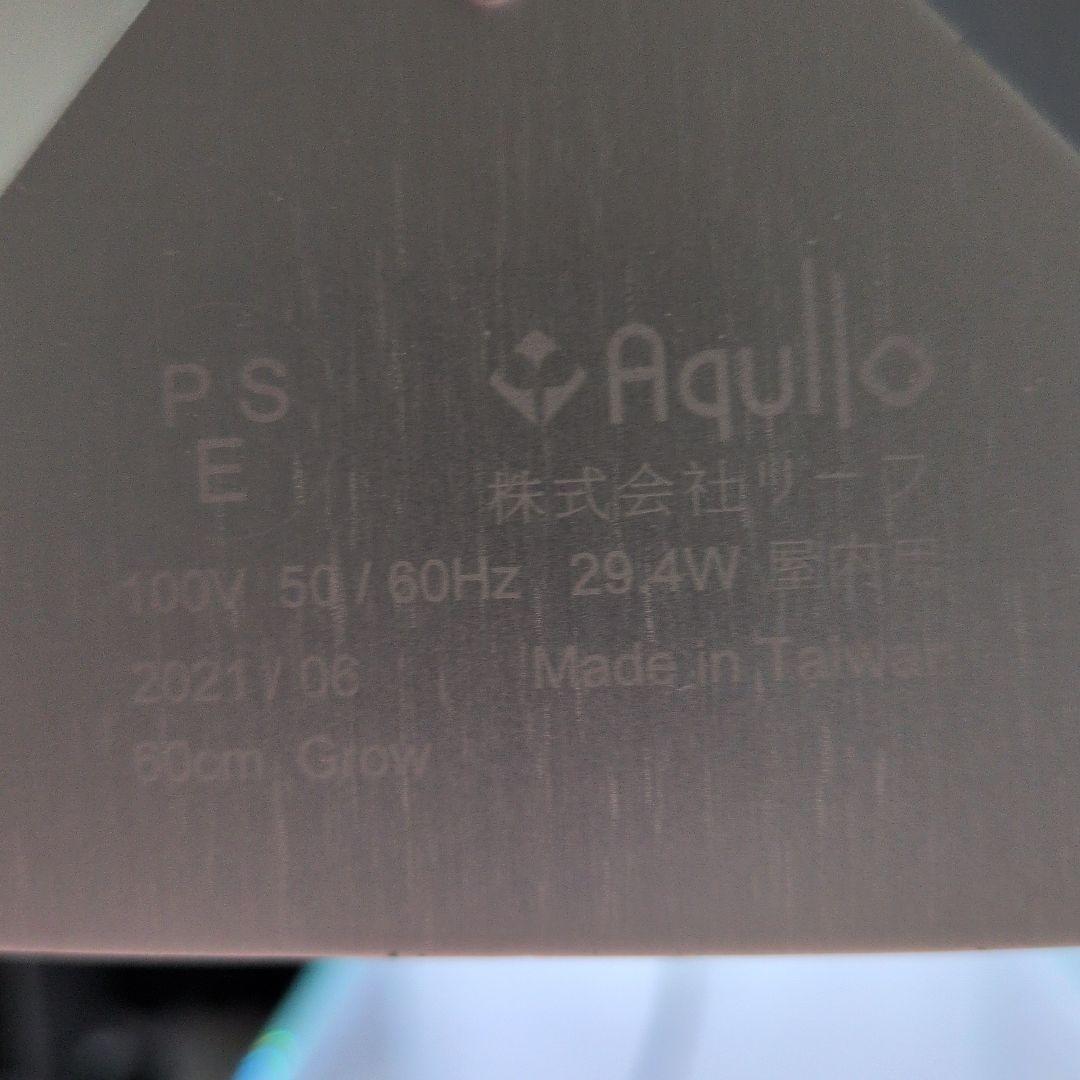 PS
E
Aqullo
株式会社リーフ
100V 50 / 60Hz 29.4W 屋内用
2021 / 06 Made in Taiwan
60cm Grow